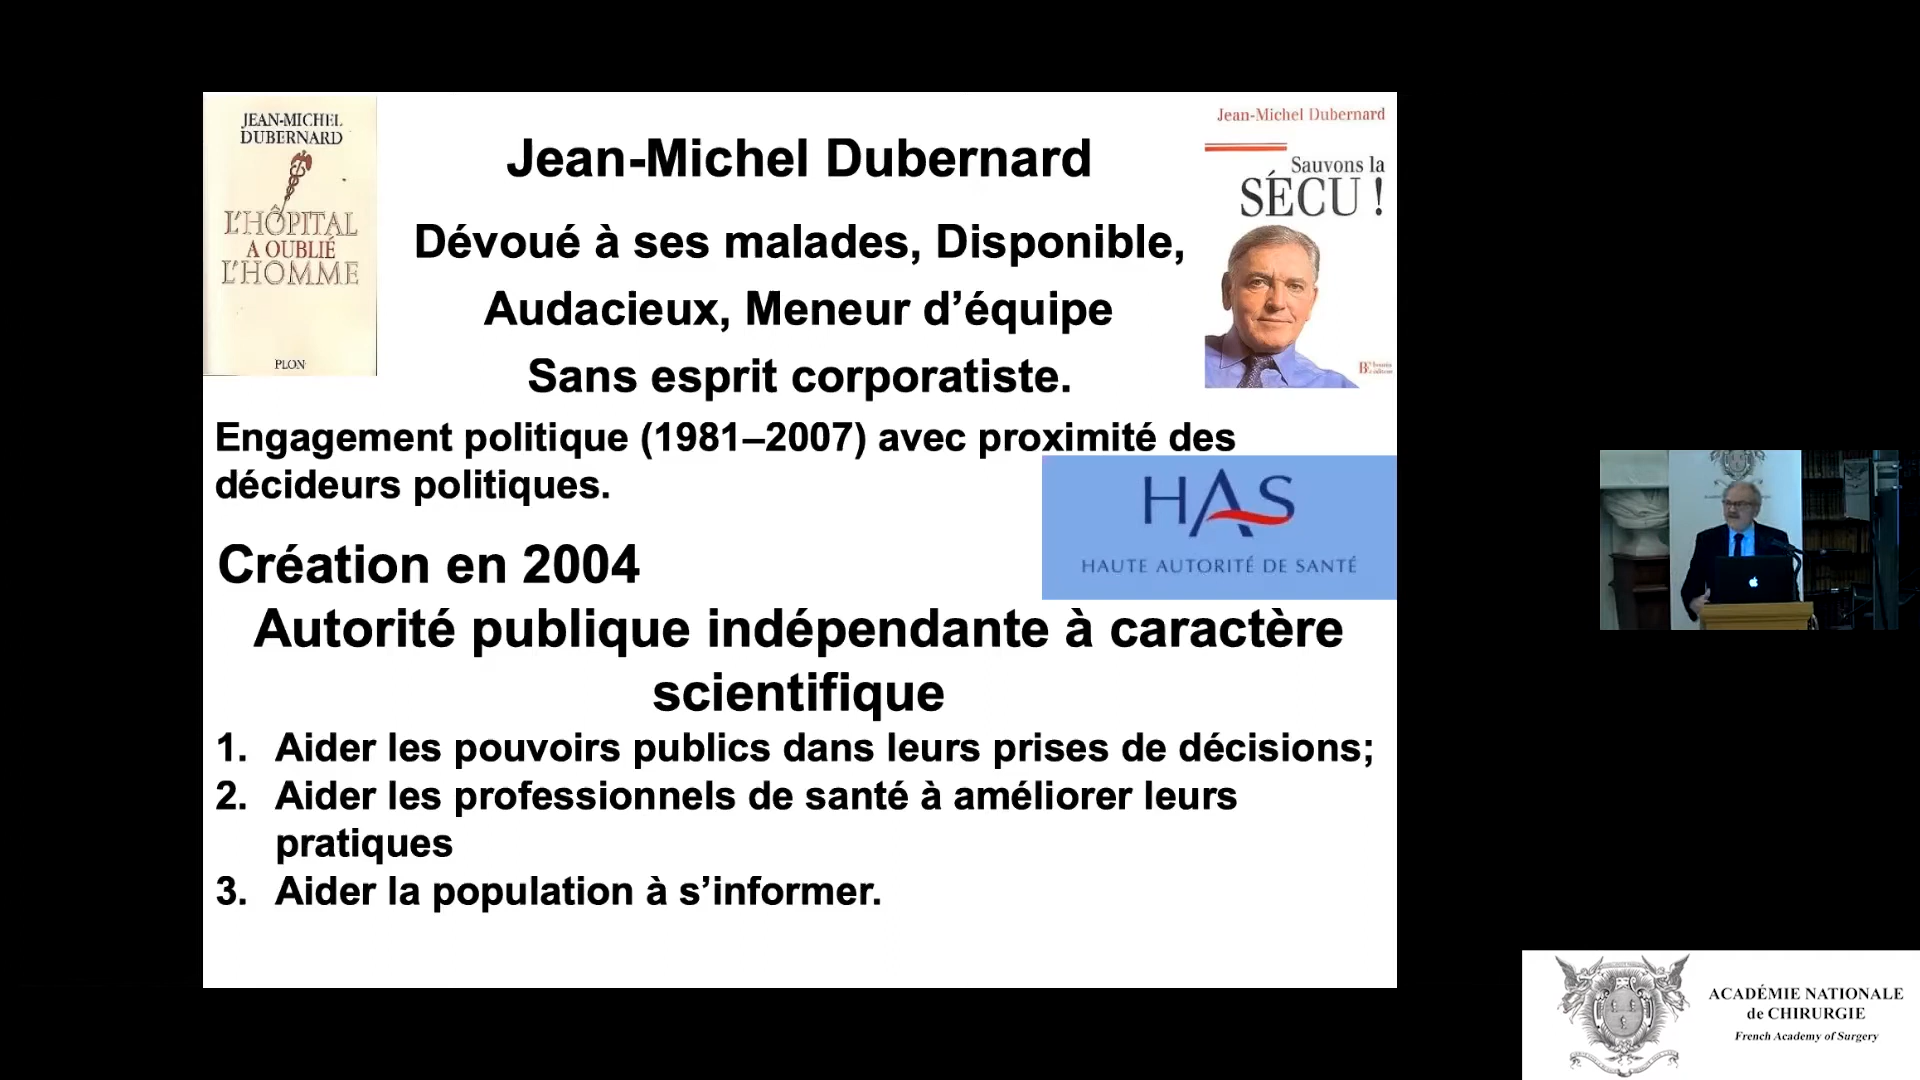 JEAN-MICHEL
DUBERNARD
L'HÔPITAL
A OUBLIÉ
L'HOMME
PLON
Jean-Michel Dubernard
Dévoué à ses malades, Disponible,
Audacieux, Meneur d’équipe
Sans esprit corporatiste.
Jean-Michel Dubernard
Sauvons la
SÉCU !
Engagement politique (1981–2007) avec proximité des
décideurs politiques.
HAS
HAUTE AUTORITÉ DE SANTÉ
Création en 2004
Autorité publique indépendante à caractère
scientifique
1. Aider les pouvoirs publics dans leurs prises de décisions;
2. Aider les professionnels de santé à améliorer leurs
pratiques
3. Aider la population à s’informer.
ACADÉMIE NATIONALE
de CHIRURGIE
French Academy of Surgery